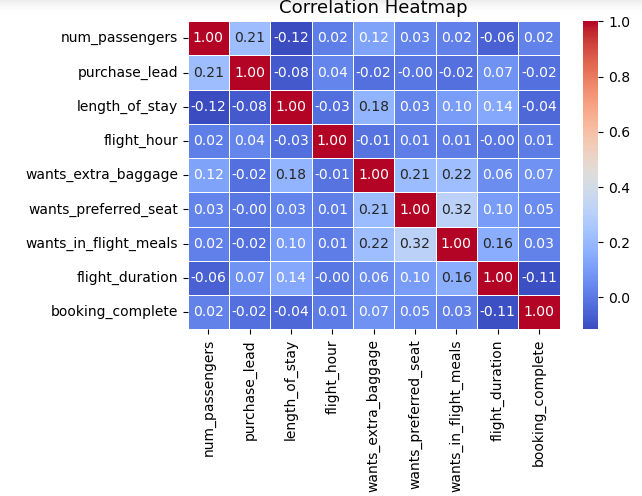 Correlation Heatmap
num_passengers 1.00 0.21 -0.12 0.02 0.12 0.03 0.02 -0.06 0.02
purchase_lead 0.21 1.00 -0.08 0.04 -0.02 -0.00 -0.02 0.07 -0.02
length_of_stay -0.12 -0.08 1.00 -0.03 0.18 0.03 0.10 0.14 -0.04
flight_hour 0.02 0.04 -0.03 1.00 -0.01 0.01 0.01 -0.00 0.01
wants_extra_baggage 0.12 -0.02 0.18 -0.01 1.00 0.21 0.22 0.06 0.07
wants_preferred_seat 0.03 -0.00 0.03 0.01 0.21 1.00 0.32 0.10 0.05
wants_in_flight_meals 0.02 -0.02 0.10 0.01 0.22 0.32 1.00 0.16 0.03
flight_duration -0.06 0.07 0.14 -0.00 0.06 0.10 0.16 1.00 -0.11
booking_complete 0.02 -0.02 -0.04 0.01 0.07 0.05 0.03 -0.11 1.00
num_passengers
purchase_lead
length_of_stay
flight_hour
wants_extra_baggage
wants_preferred_seat
wants_in_flight_meals
flight_duration
booking_complete
1.0
0.8
0.6
0.4
0.2
0.0